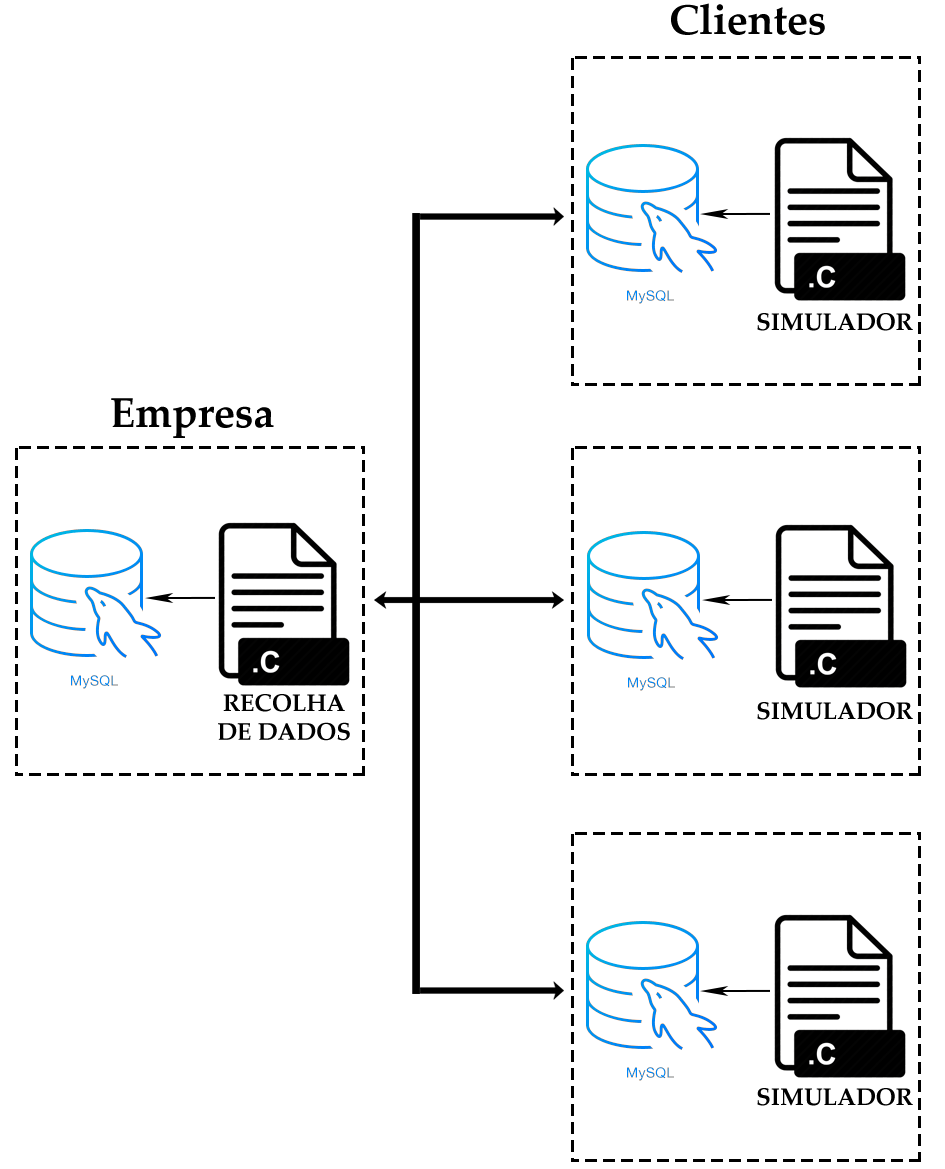 Clientes
MySQL
.C
SIMULADOR
Empresa
MySQL
.C
RECOLHA
DE DADOS
MySQL
.C
SIMULADOR
MySQL
.C
SIMULADOR